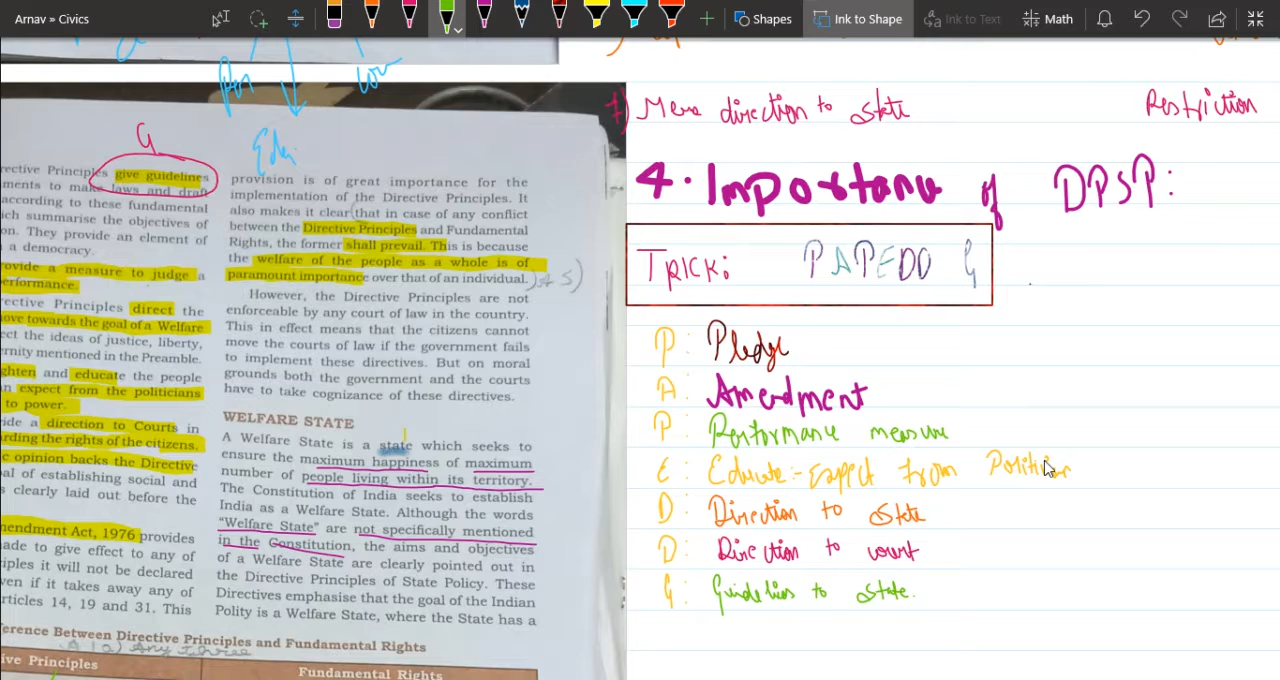 Arnav » Civics
Shapes
Ink to Shape
Ink to Text
Math
Edu
G
rective Principles give guidelines
ments to make laws and draft
according to these fundamental
ich summarise the objectives of
on. They provide an element of
a democracy.
ovide a measure to judge a
erformance.
rective Principles direct the
ove towards the goal of a Welfare
ect the ideas of justice, liberty,
ernity mentioned in the Preamble.
ghten and educate the people
n expect from the politicians
to power.
ide a direction to Courts in
arding the rights of the citizens.
c opinion backs the Directive
al of establishing social and
s clearly laid out before the
mendment Act, 1976 provides
ade to give effect to any of
iples it will not be declared
ven if it takes away any of
rticles 14, 19 and 31. This
provision is of great importance for the
implementation of the Directive Principles. It
also makes it clear that in case of any conflict
between the Directive Principles and Fundamental
Rights, the former shall prevail. This is because
the welfare of the people as a whole is of
paramount importance over that of an individual.
However, the Directive Principles are not
enforceable by any court of law in the country.
This in effect means that the citizens cannot
move the courts of law if the government fails
to implement these directives. But on moral
grounds both the government and the courts
have to take cognizance of these directives.
WELFARE STATE
A Welfare State is a state which seeks to
ensure the maximum happiness of maximum
number of people living within its territory.
The Constitution of India seeks to establish
India as a Welfare State. Although the words
"Welfare State" are not specifically mentioned
in the Constitution, the aims and objectives
of a Welfare State are clearly pointed out in
the Directive Principles of State Policy. These
Directives emphasise that the goal of the Indian
Polity is a Welfare State, where the State has a
ference Between Directive Principles and Fundamental Rights
Any three
ive Principles
Fundamental Rights
7) Mere direction to state
Restriction
4. Importance of DPSP:
TRICK: PAPEDD G
P: Pledge
A: Amendment
P: Performance measure
E: Educate:- Expect from
D: Direction to state
D: Direction to court
G: Guidelines to state.